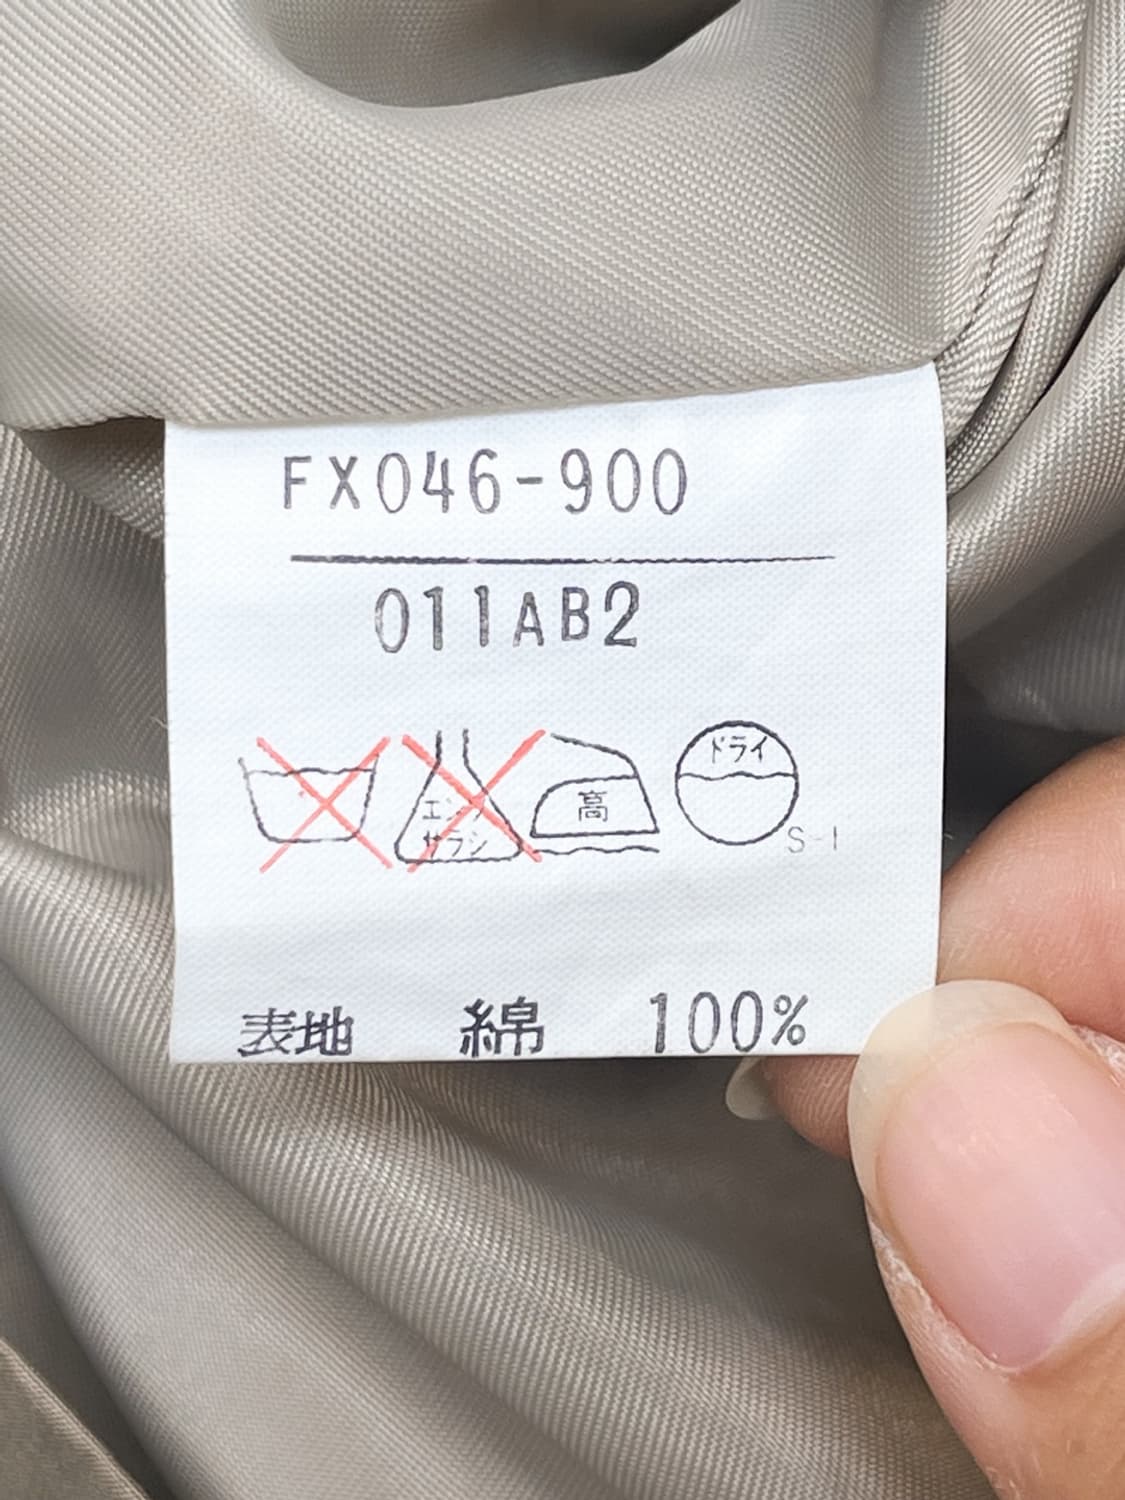 FX046-900
011AB2
エンソ
サラシ
高
ドライ
S-1
表地 綿 100%